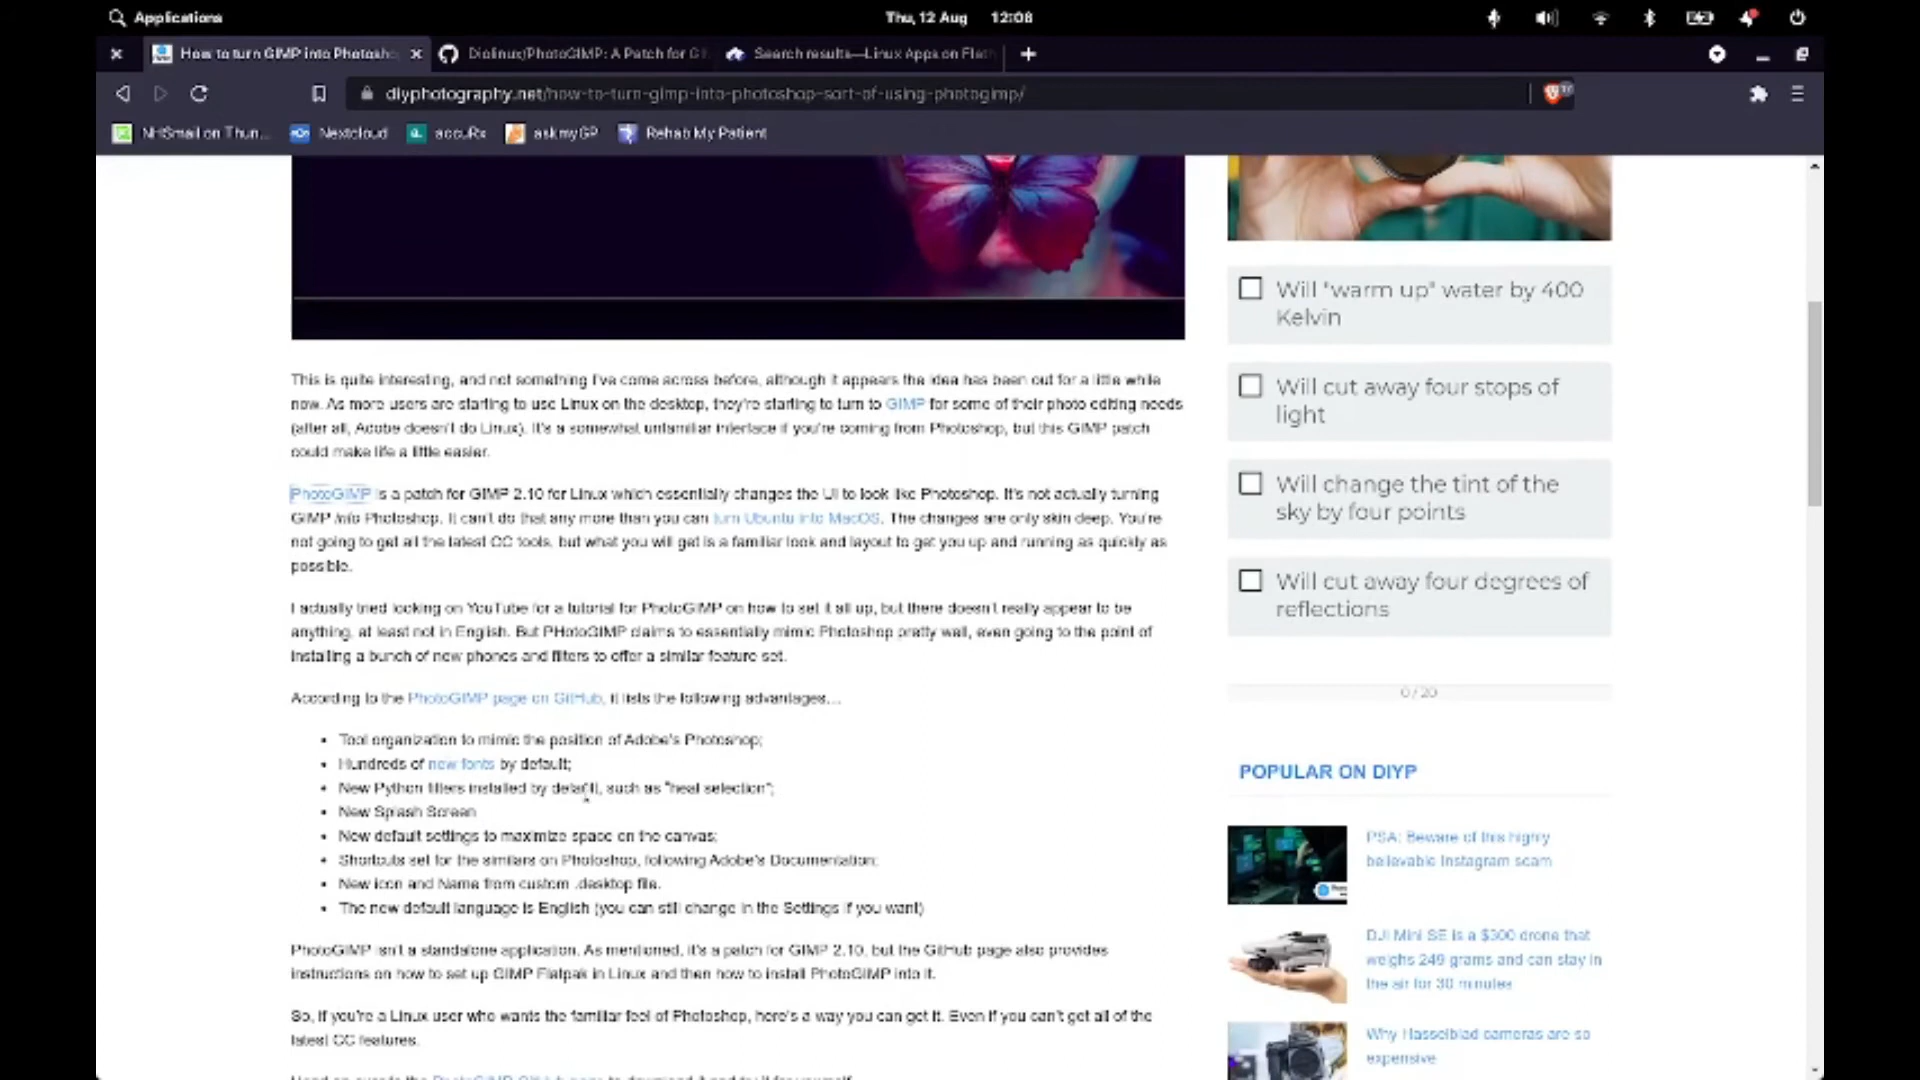 Applications
Thu, 12 Aug 12:08
How to turn GIMP into Photosho
Diolinux/PhotoGIMP: A Patch for GI
Search results—Linux Apps on Flath
diyphotography.net/how-to-turn-gimp-into-photoshop-sort-of-using-photogimp/
NHSmail on Thun...
Nextcloud
accuRx
askmyGP
Rehab My Patient
This is quite interesting, and not something I've come across before, although it appears the idea has been out for a little while
now. As more users are starting to use Linux on the desktop, they're starting to turn to GIMP for some of their photo editing needs
(after all, Adobe doesn't do Linux). It's a somewhat unfamiliar interface if you're coming from Photoshop, but this GIMP patch
could make life a little easier.
PhotoGIMP is a patch for GIMP 2.10 for Linux which essentially changes the UI to look like Photoshop. It's not actually turning
GIMP into Photoshop. It can't do that any more than you can turn Ubuntu into MacOS. The changes are only skin deep. You're
not going to get all the latest CC tools, but what you will get is a familiar look and layout to get you up and running as quickly as
possible.
I actually tried looking on YouTube for a tutorial for PhotoGIMP on how to set it all up, but there doesn't really appear to be
anything, at least not in English. But PHotoGIMP claims to essentially mimic Photoshop pretty well, even going to the point of
installing a bunch of new phones and filters to offer a similar feature set.
According to the PhotoGIMP page on GitHub, it lists the following advantages...
• Tool organization to mimic the position of Adobe's Photoshop;
• Hundreds of new fonts by default;
• New Python filters installed by default, such as "heal selection";
• New Splash Screen
• New default settings to maximize space on the canvas;
• Shortcuts set for the similars on Photoshop, following Adobe's Documentation;
• New icon and Name from custom .desktop file.
• The new default language is English (you can still change in the Settings if you want)
PhotoGIMP isn't a standalone application. As mentioned, it's a patch for GIMP 2.10, but the GitHub page also provides
instructions on how to set up GIMP Flatpak in Linux and then how to install PhotoGIMP into it.
So, if you're a Linux user who wants the familiar feel of Photoshop, here's a way you can get it. Even if you can't get all of the
latest CC features.
Will "warm up" water by 400
Kelvin
Will cut away four stops of
light
Will change the tint of the
sky by four points
Will cut away four degrees of
reflections
0 / 20
POPULAR ON DIYP
PSA: Beware of this highly
believable Instagram scam
DJI Mini SE is a $300 drone that
weighs 249 grams and can stay in
the air for 30 minutes
Why Hasselblad cameras are so
expensive